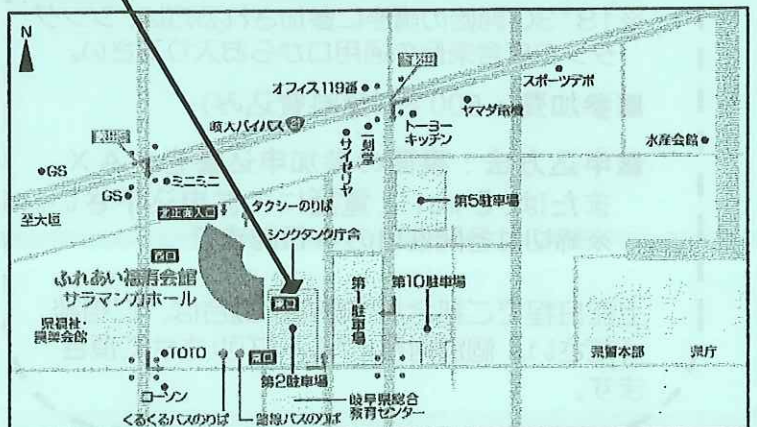 N
オフィス119番
スポーツデポ
ヤマダ電機
岐大バイパス
21
サイゼリヤ
一刻堂
トーヨー
キッチン
水産会館
GS
GS
ミニミニ
至大垣
北正面入口
タクシーのりば
第5駐車場
シンクタンク庁舎
西口
ふれあい福寿会館
サラマンカホール
東口
第1駐車場
第10駐車場
県福祉・
農業会館
TOTO
南口
第2駐車場
県警本部
県庁
ローソン
くるくるバスのりば
路線バスのりば
岐阜県総合
教育センター